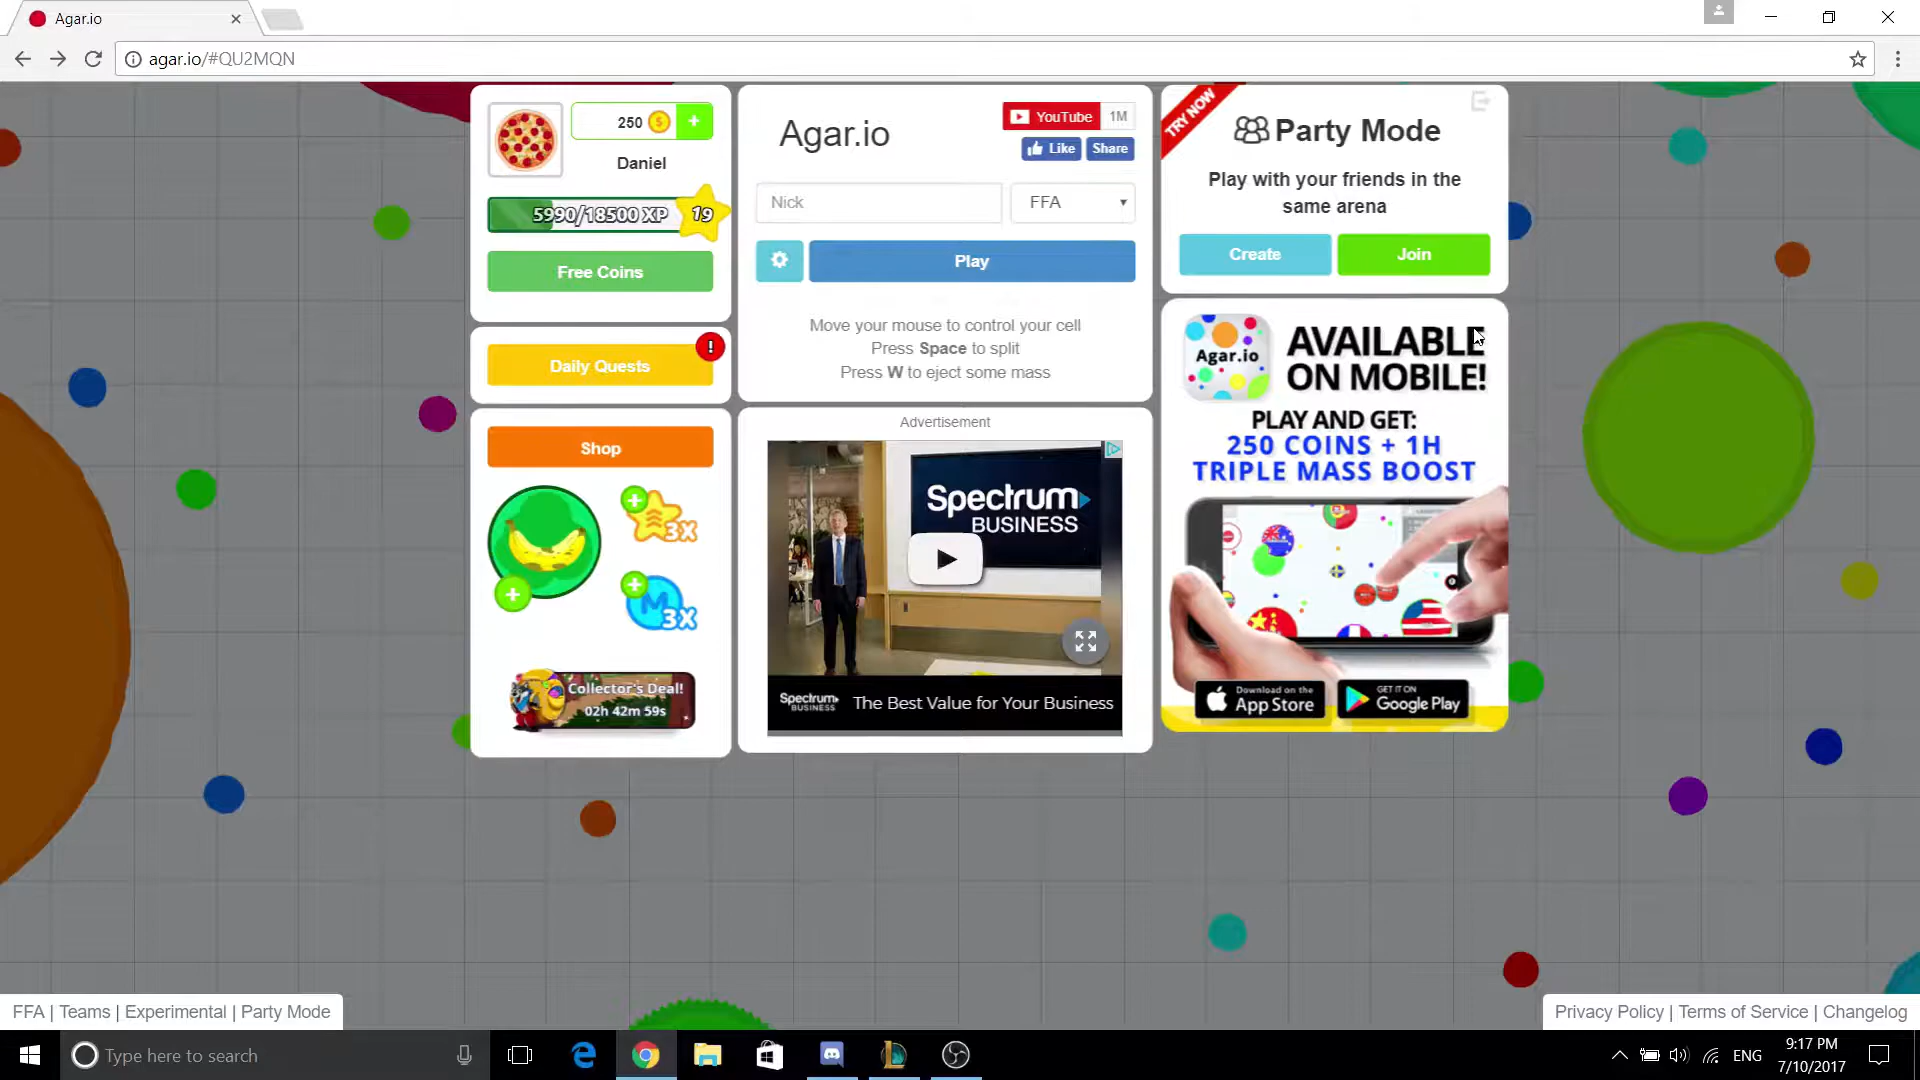 Agar.io
agar.io/#QU2MQN
250
Daniel
5990/18500 XP
19
Free Coins
Daily Quests
!
Shop
3X
M
3X
Collector's Deal!
02h 42m 59s
Agar.io
YouTube 1M
Like Share
Nick
FFA
Play
Move your mouse to control your cell
Press Space to split
Press W to eject some mass
Advertisement
Spectrum
BUSINESS
Spectrum
BUSINESS
The Best Value for Your Business
TRY NOW
Party Mode
Play with your friends in the
same arena
Create
Join
Agar.io
AVAILABLE
ON MOBILE!
PLAY AND GET:
250 COINS + 1H
TRIPLE MASS BOOST
Download on the
App Store
GET IT ON
Google Play
FFA | Teams | Experimental | Party Mode
Privacy Policy | Terms of Service | Changelog
Type here to search
ENG
9:17 PM
7/10/2017